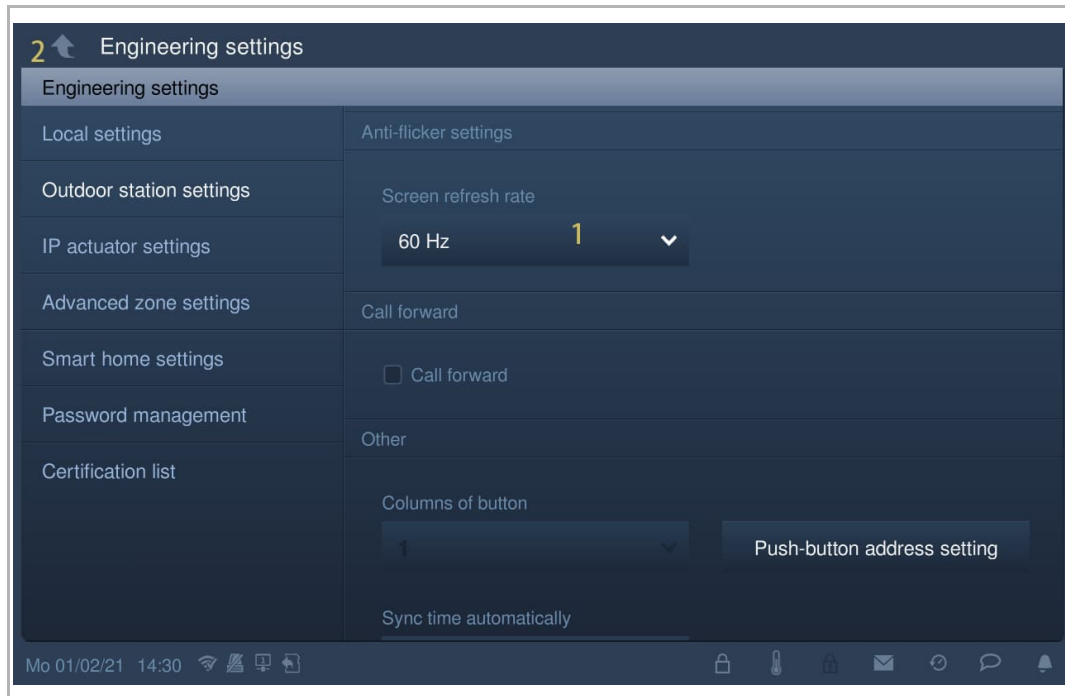 2 Engineering settings
Engineering settings
Local settings
Outdoor station settings
IP actuator settings
Advanced zone settings
Smart home settings
Password management
Certification list
Anti-flicker settings
Screen refresh rate
60 Hz 1
Call forward
Call forward
Other
Columns of button
1
Push-button address setting
Sync time automatically
Mo 01/02/21 14:30